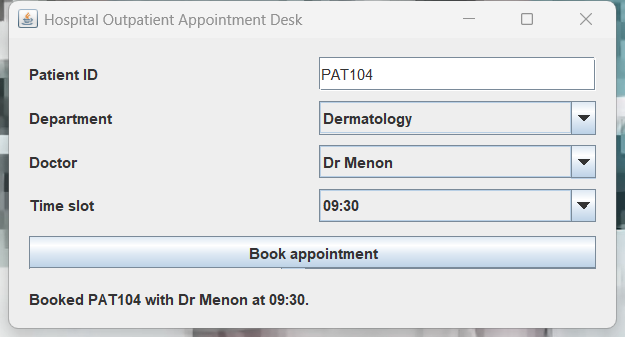 Hospital Outpatient Appointment Desk
Patient ID PAT104
Department Dermatology
Doctor Dr Menon
Time slot 09:30
Book appointment
Booked PAT104 with Dr Menon at 09:30.